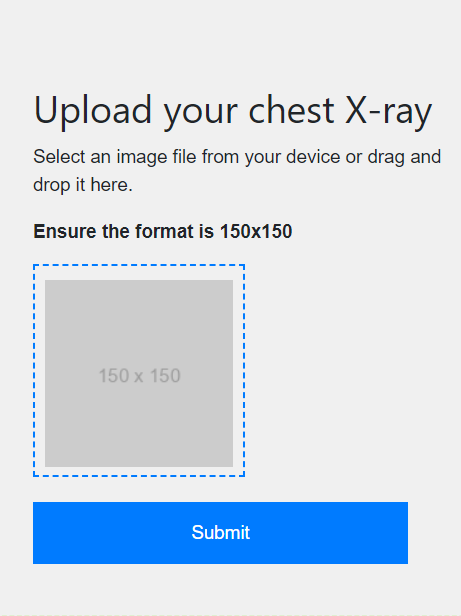 Upload your chest X-ray
Select an image file from your device or drag and
drop it here.
Ensure the format is 150x150
150 x 150
Submit